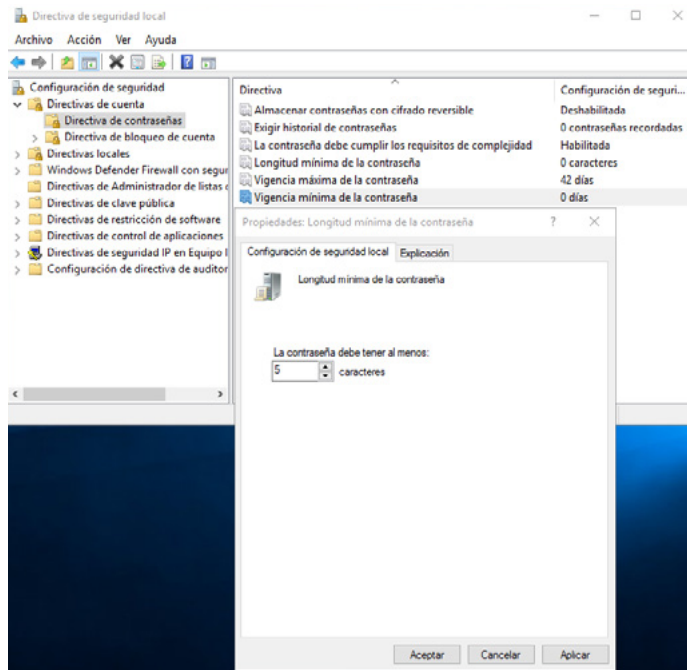 Directiva de seguridad local
Archivo Acción Ver Ayuda
Configuración de seguridad
Directivas de cuenta
Directiva de contraseñas
Directiva de bloqueo de cuenta
Directivas locales
Windows Defender Firewall con segur
Directivas de Administrador de listas
Directivas de clave pública
Directivas de restricción de software
Directivas de control de aplicaciones
Directivas de seguridad IP en Equipo l
Configuración de directiva de auditor
Directiva Configuración de seguri...
Almacenar contraseñas con cifrado reversible Deshabilitada
Exigir historial de contraseñas 0 contraseñas recordadas
La contraseña debe cumplir los requisitos de complejidad Habilitada
Longitud mínima de la contraseña 0 caracteres
Vigencia máxima de la contraseña 42 días
Vigencia mínima de la contraseña 0 días
Propiedades: Longitud mínima de la contraseña ?
Configuración de seguridad local Explicación
Longitud mínima de la contraseña
La contraseña debe tener al menos:
5 caracteres
Aceptar Cancelar Aplicar